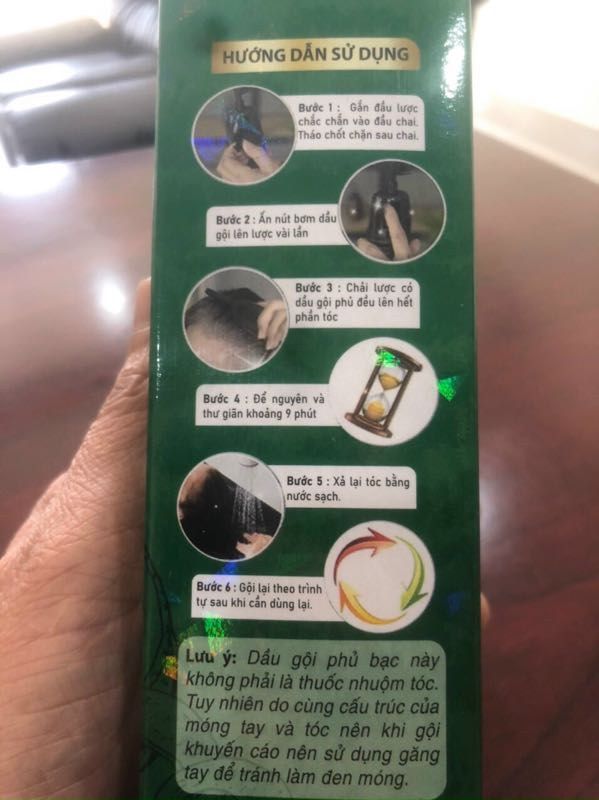 HƯỚNG DẪN SỬ DỤNG
Bước 1 : Gắn đầu lược
chắc chắn vào đầu chai.
Tháo chốt chặn sau chai.
Bước 2 : Ấn nút bơm dầu
gội lên lược vài lần
Bước 3 : Chải lược có
dầu gội phủ đều lên hết
phần tóc
Bước 4 : Để nguyên và
thư giãn khoảng 9 phút
Bước 5 : Xả lại tóc bằng
nước sạch.
Bước 6 : Gội lại theo trình
tự sau khi cần dùng lại.
Lưu ý: Dầu gội phủ bạc này
không phải là thuốc nhuộm tóc.
Tuy nhiên do cùng cấu trúc của
móng tay và tóc nên khi gội
khuyến cáo nên sử dụng găng
tay để tránh làm đen móng.